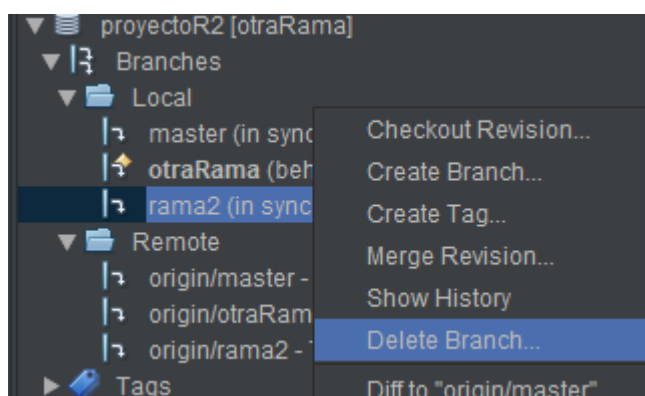 proyectoR2 [otraRama]
Branches
Local
master (in sync
otraRama (beh
rama2 (in sync
Remote
origin/master -
origin/otraRam
origin/rama2 -
Tags
Checkout Revision...
Create Branch...
Create Tag...
Merge Revision...
Show History
Delete Branch...
Diff to "origin/master"